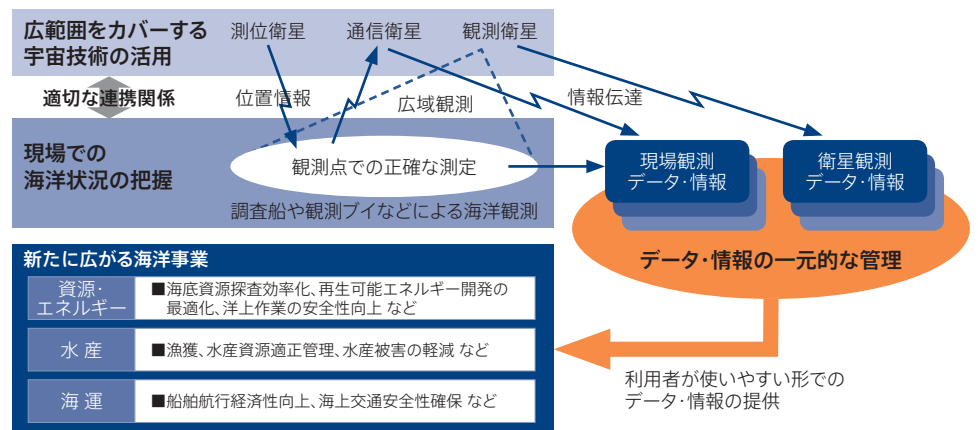 広範囲をカバーする
宇宙技術の活用
測位衛星
通信衛星
観測衛星
適切な連携関係
位置情報
広域観測
情報伝達
現場での
海洋状況の把握
観測点での正確な測定
調査船や観測ブイなどによる海洋観測
現場観測
データ・情報
衛星観測
データ・情報
データ・情報の一元的な管理
新たに広がる海洋事業
資源・
エネルギー
■海底資源探査効率化、再生可能エネルギー開発の
最適化、洋上作業の安全性向上 など
水 産
■漁獲、水産資源適正管理、水産被害の軽減 など
海 運
■船舶航行経済性向上、海上交通安全性確保 など
利用者が使いやすい形での
データ・情報の提供